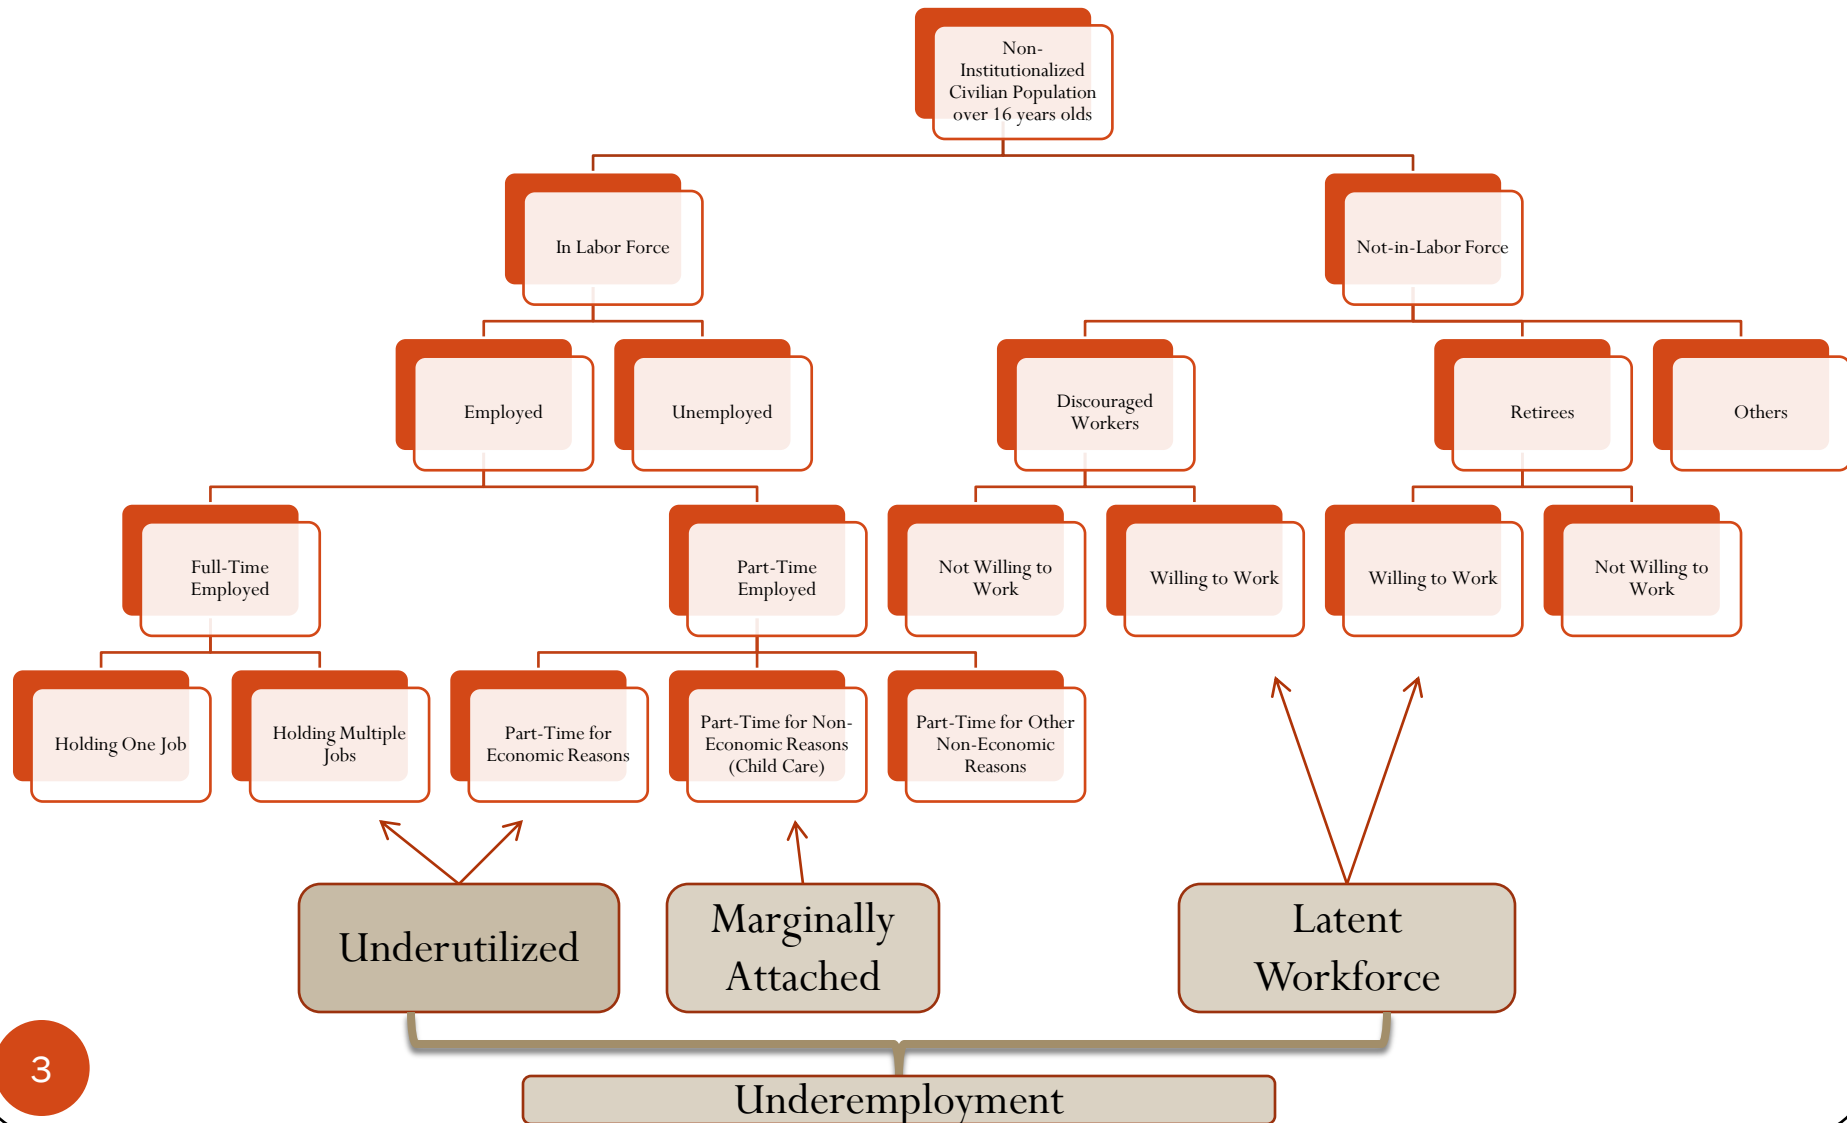 Non-
Institutionalized
Civilian Population
over 16 years olds
In Labor Force
Not-in-Labor Force
Employed
Unemployed
Discouraged
Workers
Retirees
Others
Full-Time
Employed
Part-Time
Employed
Not Willing to
Work
Willing to Work
Willing to Work
Not Willing to
Work
Holding One Job
Holding Multiple
Jobs
Part-Time for
Economic Reasons
Part-Time for Non-
Economic Reasons
(Child Care)
Part-Time for Other
Non-Economic
Reasons
Underutilized
Marginally
Attached
Latent
Workforce
3
Underemployment